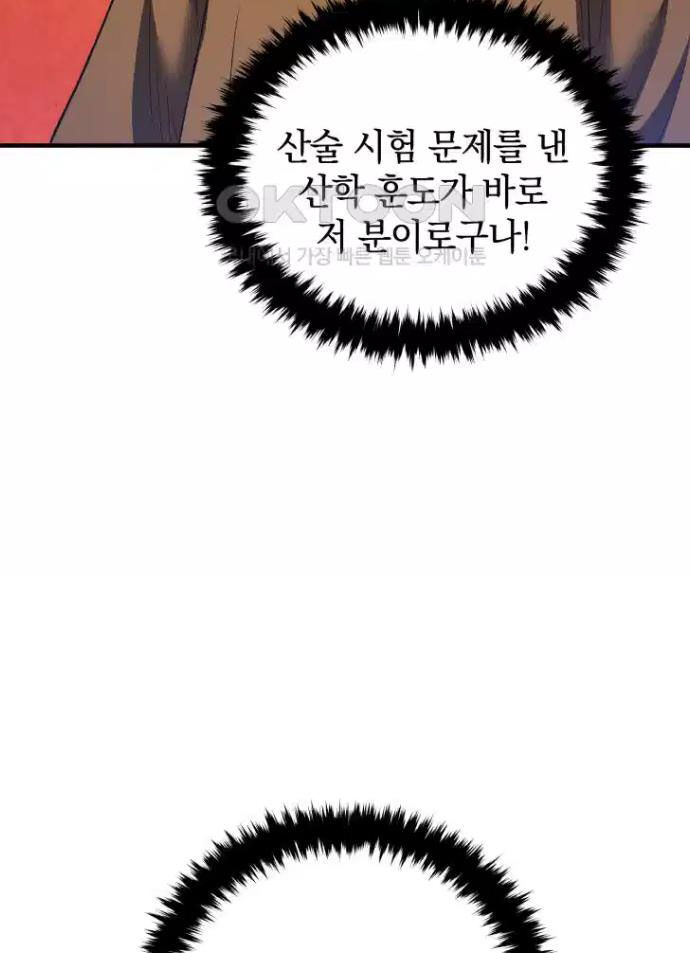 산술 시험 문제를 낸
산학 훈도가 바로
OKTOON
저 분이로구나!
가장 빠른 웹툰 오케이툰